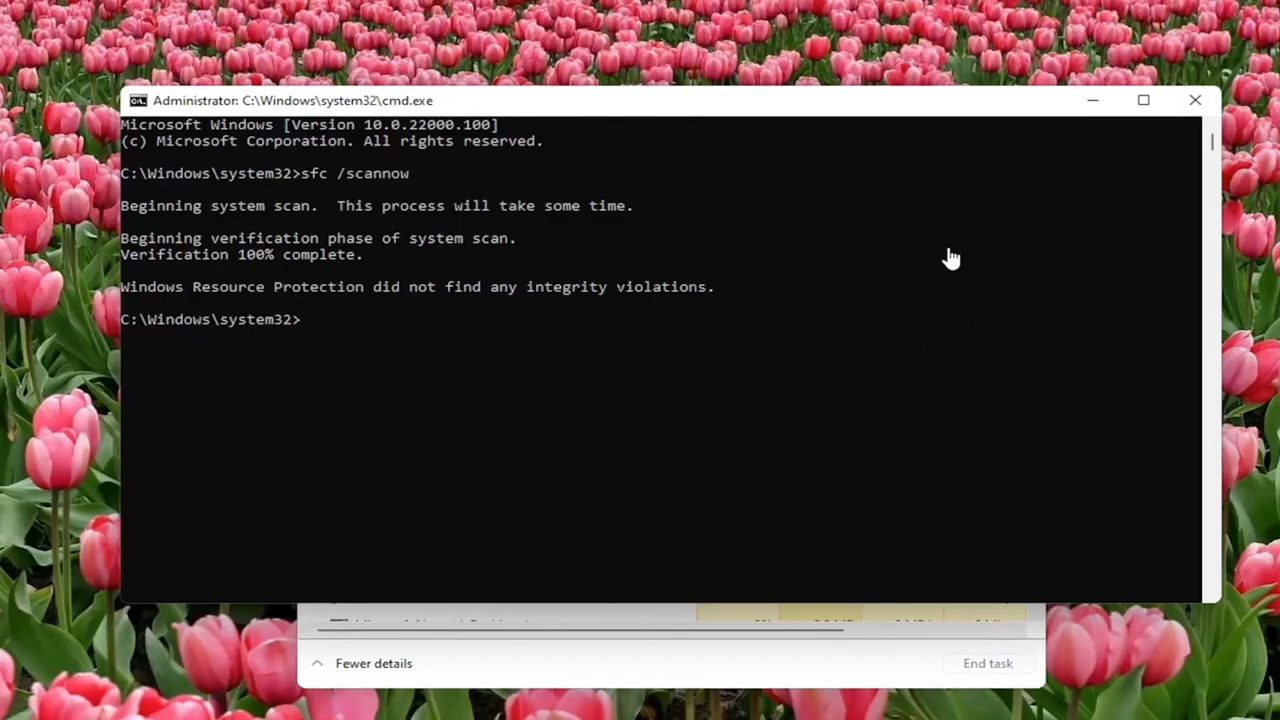 Administrator: C:\Windows\system32\cmd.exe
Microsoft Windows [Version 10.0.22000.100]
(c) Microsoft Corporation. All rights reserved.
C:\Windows\system32>sfc /scannow
Beginning system scan.  This process will take some time.
Beginning verification phase of system scan.
Verification 100% complete.
Windows Resource Protection did not find any integrity violations.
C:\Windows\system32>
Fewer details
End task